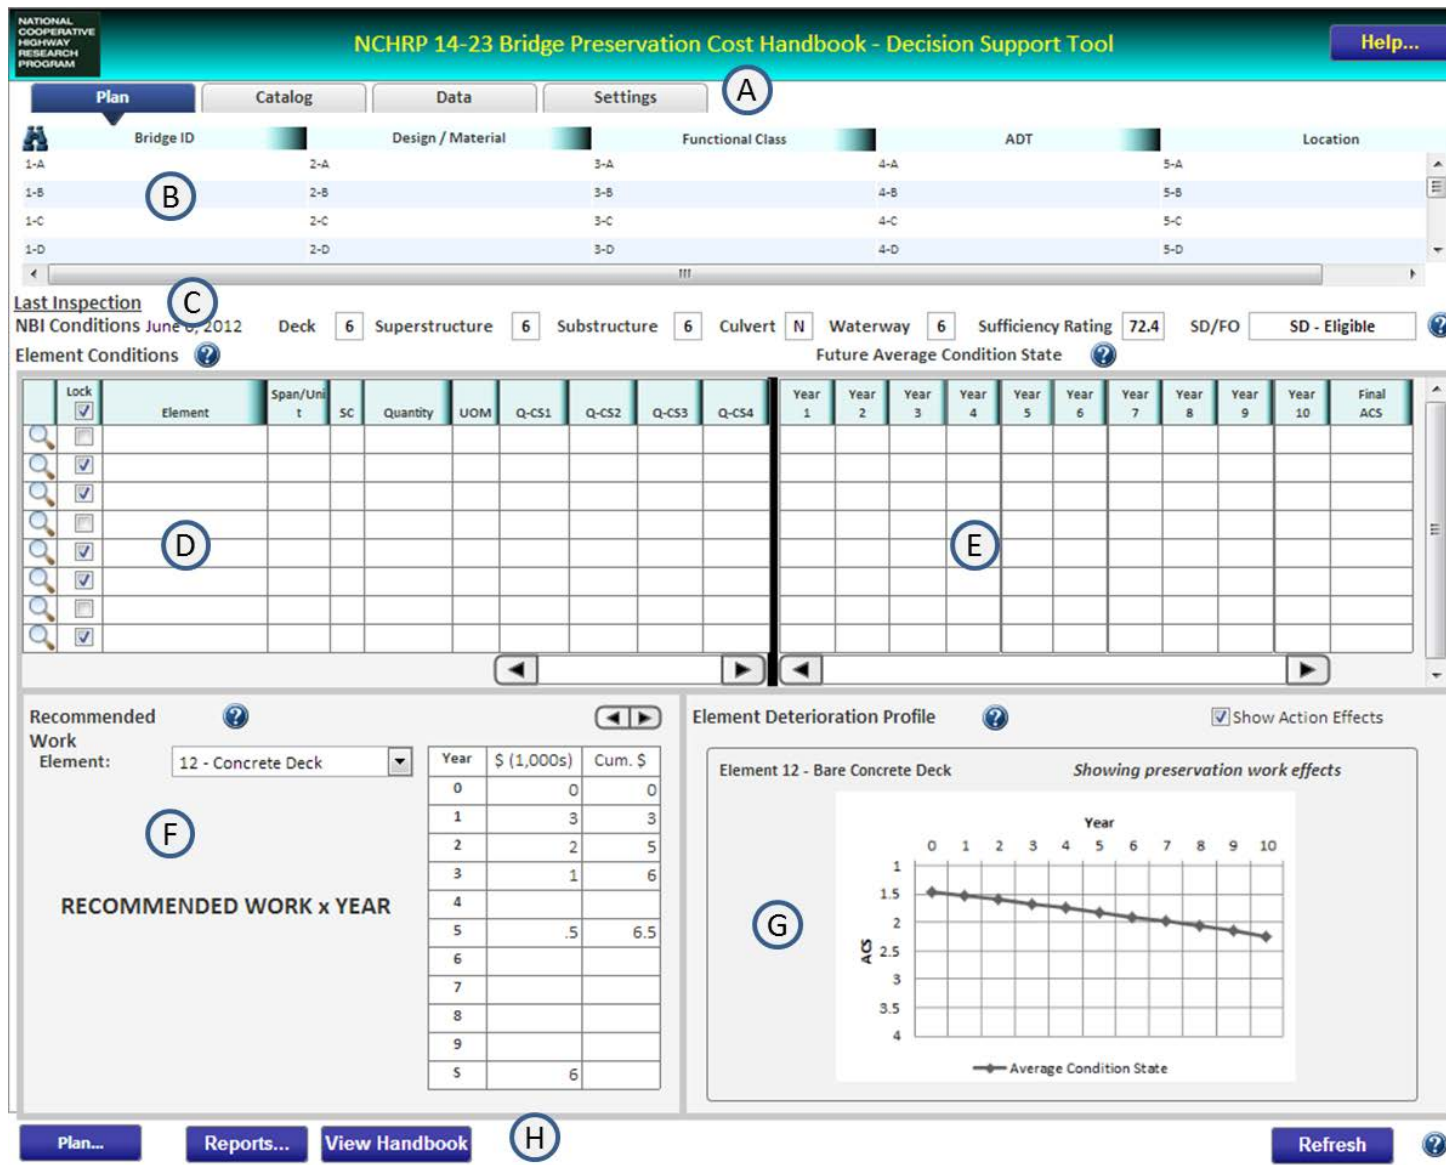 NATIONAL
COOPERATIVE
HIGHWAY
RESEARCH
PROGRAM
NCHRP 14-23 Bridge Preservation Cost Handbook - Decision Support Tool
Help...
Plan Catalog Data Settings A
Bridge ID Design / Material Functional Class ADT Location
1-A 2-A 3-A 4-A 5-A
1-B 2-B 3-B 4-B 5-B
B
1-C 2-C 3-C 4-C 5-C
1-D 2-D 3-D 4-D 5-D
Last Inspection C
NBI Conditions June 6, 2012 Deck 6 Superstructure 6 Substructure 6 Culvert N Waterway 6 Sufficiency Rating 72.4 SD/FO SD - Eligible ?
Element Conditions ? Future Average Condition State ?
Lock Element Span/Uni t SC Quantity UOM Q-CS1 Q-CS2 Q-CS3 Q-CS4 Year 1 Year 2 Year 3 Year 4 Year 5 Year 6 Year 7 Year 8 Year 9 Year 10 Final ACS
D E
Recommended ?
Work
Element: 12 - Concrete Deck
F
RECOMMENDED WORK x YEAR
Year $ (1,000s) Cum. $
0 0 0
1 3 3
2 2 5
3 1 6
4
5 .5 6.5
6
7
8
9
S 6
Element Deterioration Profile ? Show Action Effects
Element 12 - Bare Concrete Deck Showing preservation work effects
Year
0 1 2 3 4 5 6 7 8 9 10
1
1.5
2
2.5
3
3.5
4
ACS
G
Average Condition State
Plan... Reports... View Handbook H Refresh ?